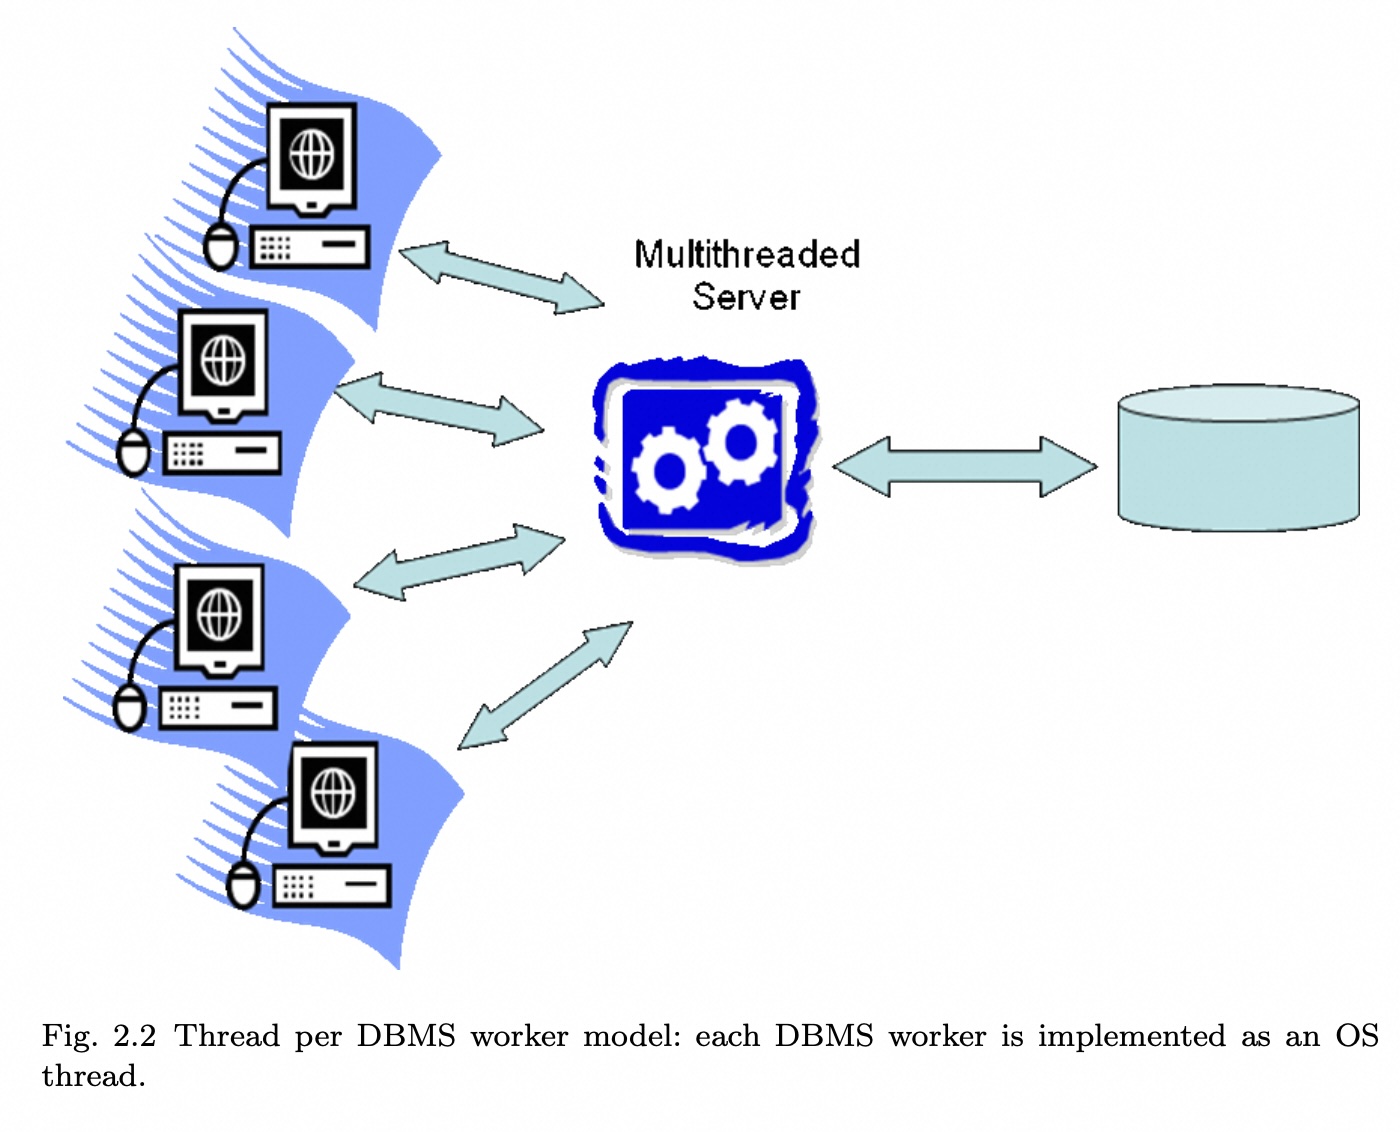 Multithreaded
Server
Fig. 2.2 Thread per DBMS worker model: each DBMS worker is implemented as an OS
thread.